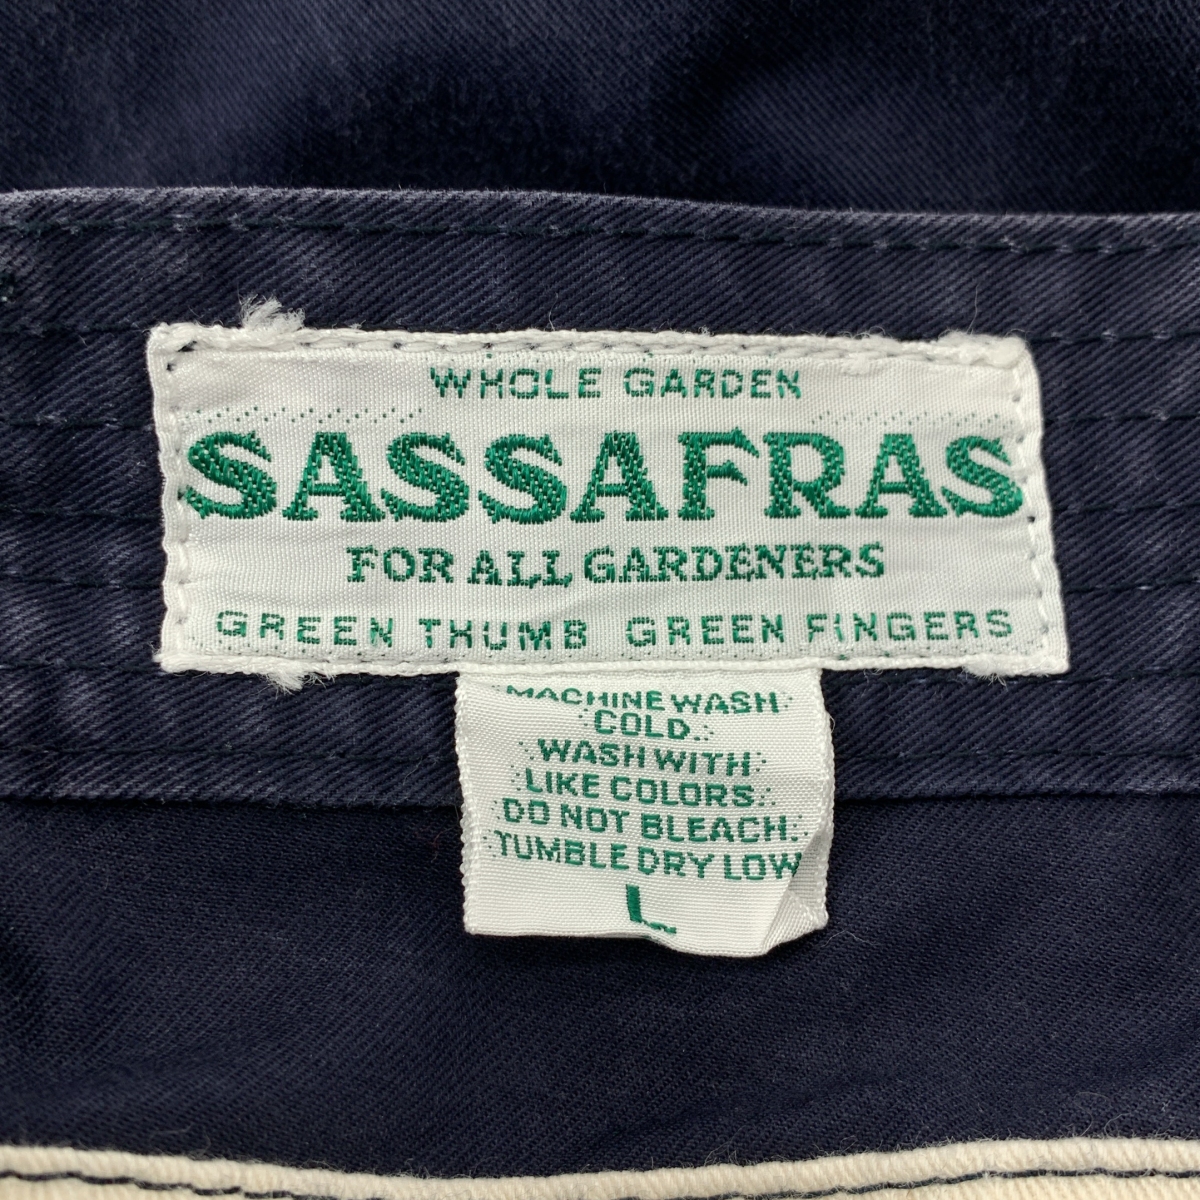 WHOLE GARDEN
SASSAFRAS
FOR ALL GARDENERS
GREEN THUMB GREEN FINGERS
MACHINE WASH
COLD.
WASH WITH
LIKE COLORS.
DO NOT BLEACH.
TUMBLE DRY LOW
L